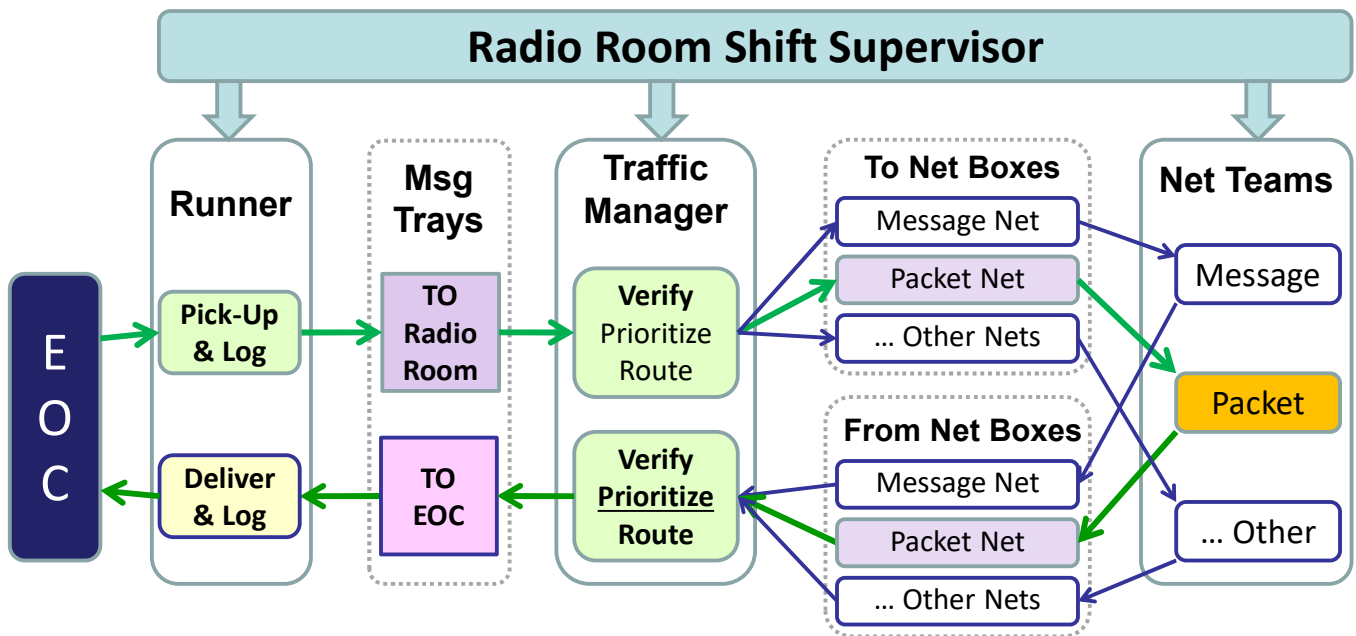 Radio Room Shift Supervisor
Runner
Msg
Trays
Traffic
Manager
To Net Boxes
Net Teams
Message Net
Packet Net
... Other Nets
E
O
C
Pick-Up
& Log
TO
Radio
Room
Verify
Prioritize
Route
Message
Packet
... Other
From Net Boxes
Message Net
Packet Net
... Other Nets
Verify
Prioritize
Route
TO
EOC
Deliver
& Log